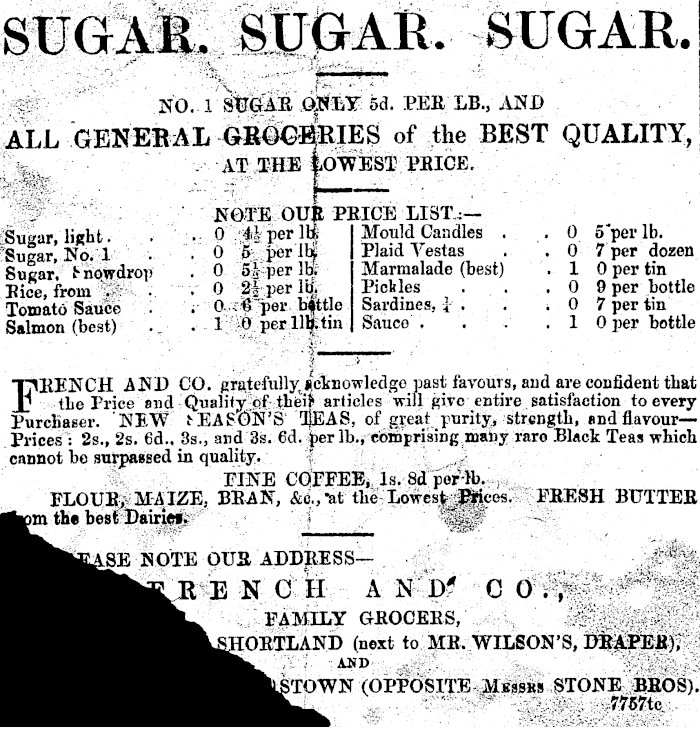 SUGAR. SUGAR. SUGAR.
NO. 1 SUGAR ONLY 5d. PER LB., AND
ALL GENERAL GROCERIES of the BEST QUALITY,
AT THE LOWEST PRICE.
NOTE OUR PRICE LIST:—
Sugar, light . . . 0 4½ per lb.
Sugar, No. 1 . . 0 5 per lb.
Sugar, snowdrop . 0 5½ per lb.
Rice, from . . . 0 2½ per lb.
Tomato Sauce . . 0 6 per bottle
Salmon (best) . . 1 0 per 1lb. tin
Mould Candles . . 0 5 per lb.
Plaid Vestas . . 0 7 per dozen
Marmalade (best) . 1 0 per tin
Pickles . . . 0 9 per bottle
Sardines, ¼ . . . 0 7 per tin
Sauce . . . . 1 0 per bottle
FRENCH AND CO. gratefully acknowledge past favours, and are confident that
the Price and Quality of their articles will give entire satisfaction to every
Purchaser. NEW SEASON'S TEAS, of great purity, strength, and flavour—
Prices : 2s., 2s. 6d., 3s., and 3s. 6d. per lb., comprising many rare Black Teas which
cannot be surpassed in quality.
FINE COFFEE, 1s. 8d per lb.
FLOUR, MAIZE, BRAN, &c., at the Lowest Prices. FRESH BUTTER
from the best Dairies.
EASE NOTE OUR ADDRESS—
FRENCH AND CO.,
FAMILY GROCERS,
SHORTLAND (next to MR. WILSON'S, DRAPER),
AND
STOWN (OPPOSITE MESSRS STONE BROS).
7757tc